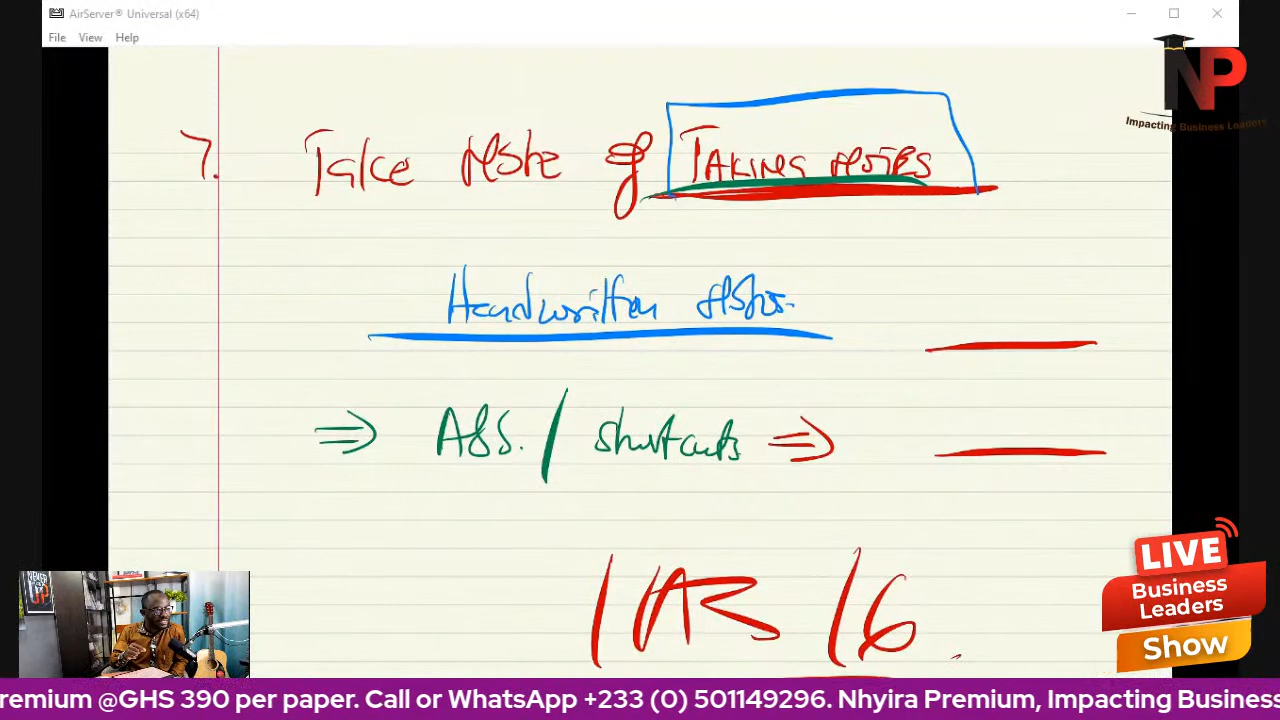 AirServer® Universal (x64)
File View Help
NP
Impacting Business Leaders
7. Take Note of TAKING NOTES
Handwritten Notes.
⇒ Abb. / Shortcuts ⇒
IAS 16
LIVE
Business
Leaders
Show
remium @GHS 390 per paper. Call or WhatsApp +233 (0) 501149296. Nhyira Premium, Impacting Business